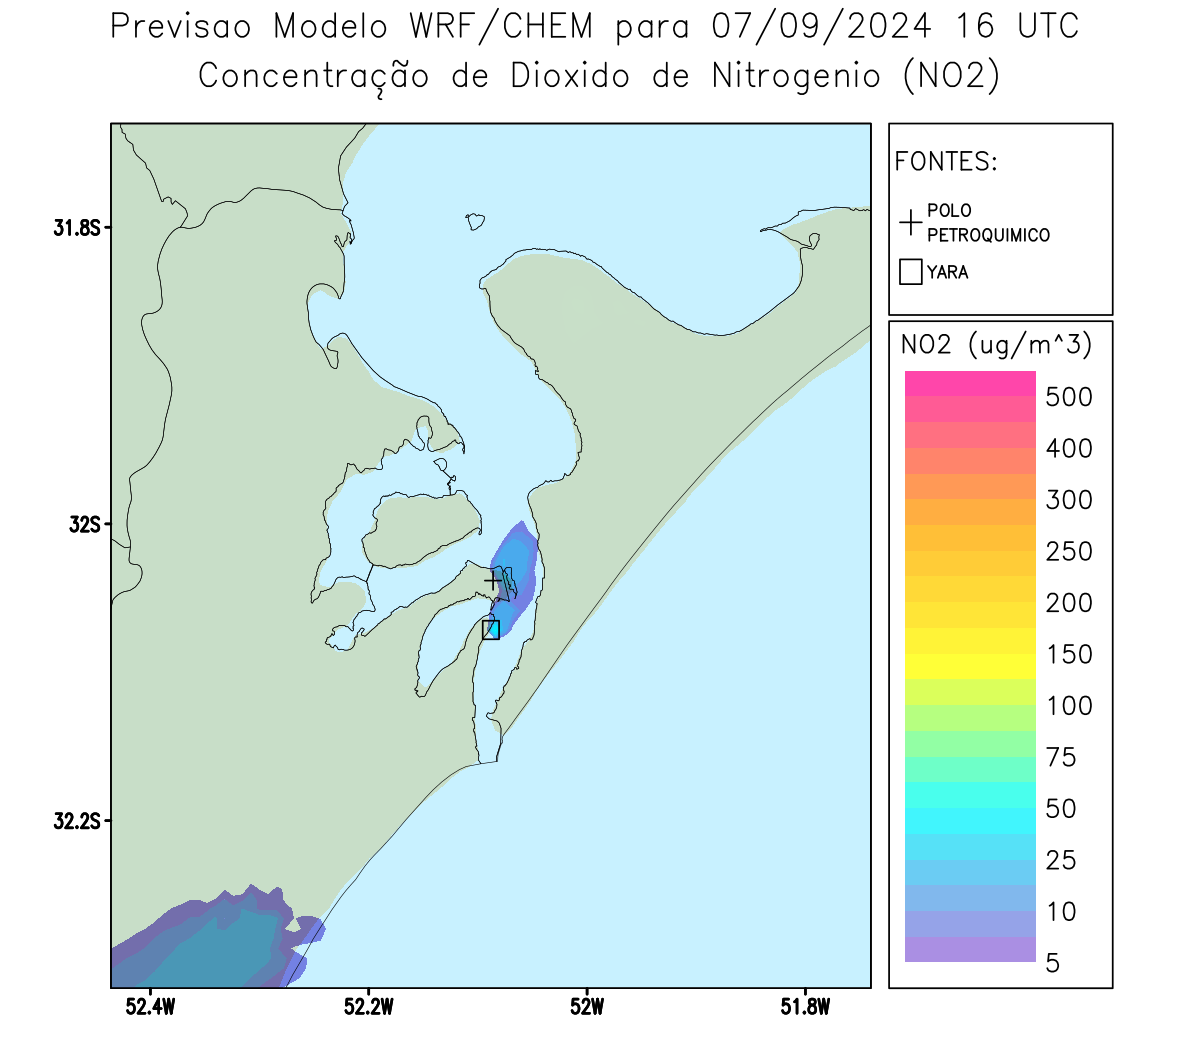 Previsao Modelo WRF/CHEM para 07/09/2024 16 UTC
Concentração de Dioxido de Nitrogenio (NO2)
FONTES:
POLO
PETROQUIMICO
YARA
31.8S
32S
32.2S
52.4W
52.2W
52W
51.8W
NO2 (ug/m^3)
500
400
300
250
200
150
100
75
50
25
10
5